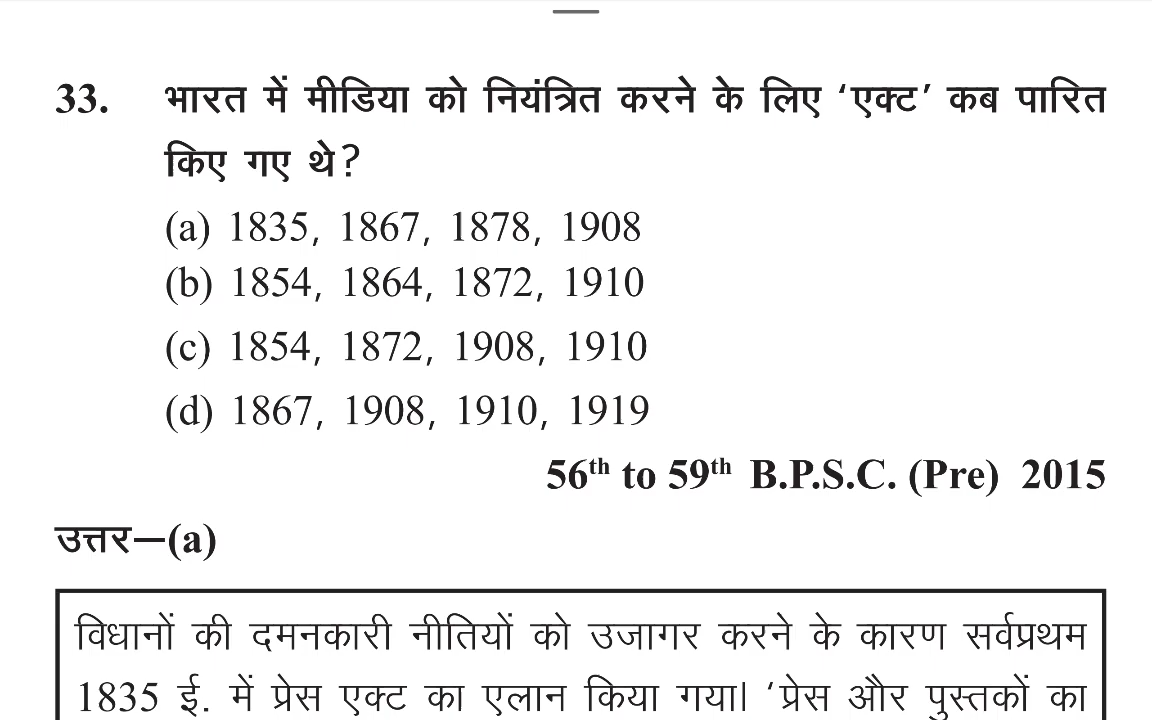 33. भारत में मीडिया को नियंत्रित करने के लिए ‘एक्ट’ कब पारित
किए गए थे?
(a) 1835, 1867, 1878, 1908
(b) 1854, 1864, 1872, 1910
(c) 1854, 1872, 1908, 1910
(d) 1867, 1908, 1910, 1919
56th to 59th B.P.S.C. (Pre) 2015
उत्तर—(a)
विधानों की दमनकारी नीतियों को उजागर करने के कारण सर्वप्रथम
1835 ई. में प्रेस एक्ट का एलान किया गया। ‘प्रेस और पुस्तकों का